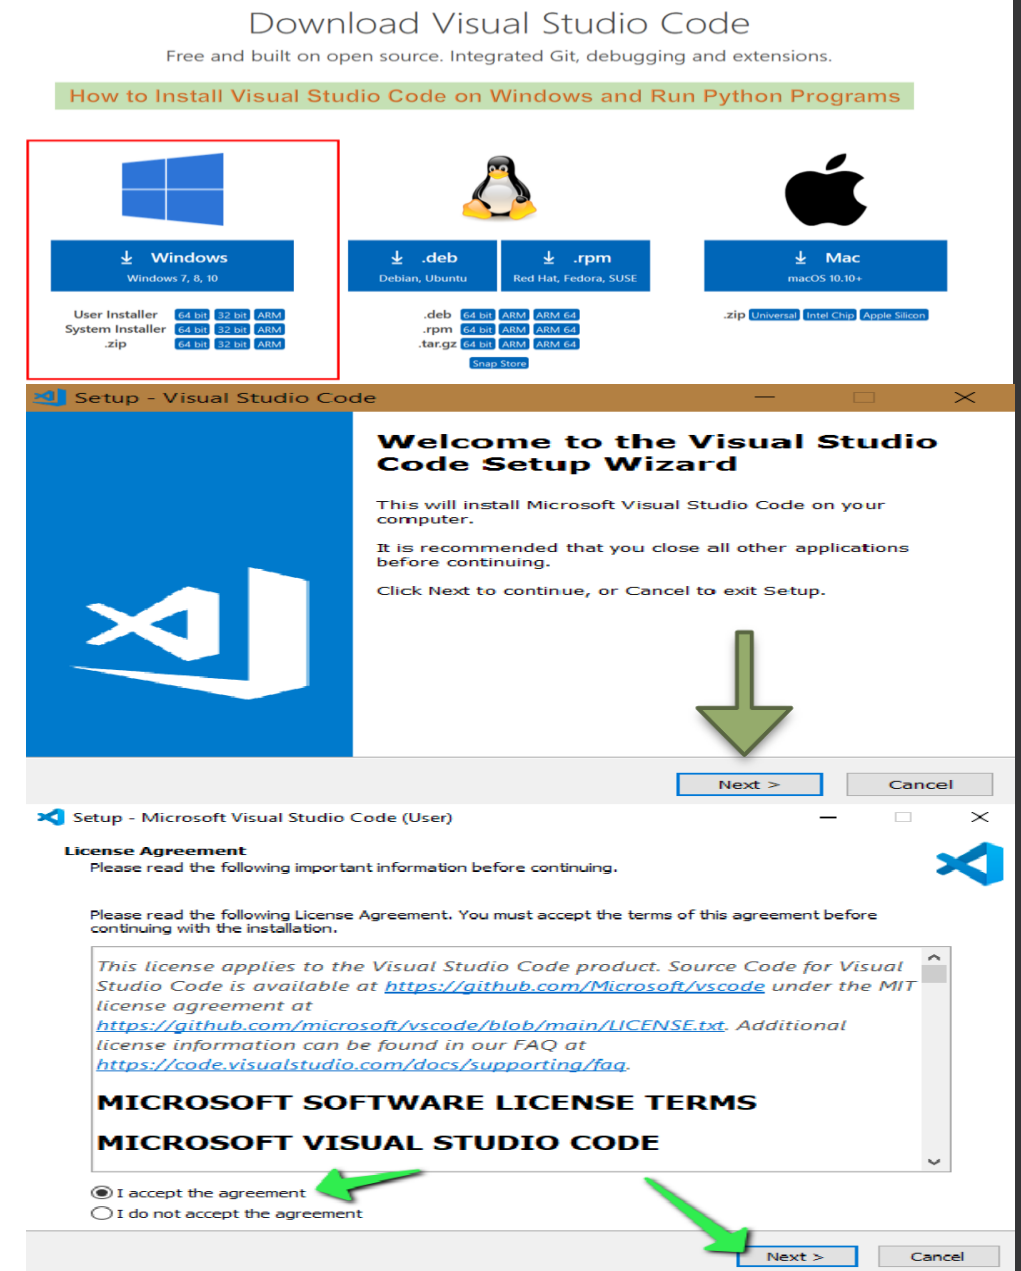 Download Visual Studio Code
Free and built on open source. Integrated Git, debugging and extensions.
How to Install Visual Studio Code on Windows and Run Python Programs
Windows
Windows 7, 8, 10
User Installer 64 bit 32 bit ARM
System Installer 64 bit 32 bit ARM
.zip 64 bit 32 bit ARM
.deb
Debian, Ubuntu
.rpm
Red Hat, Fedora, SUSE
.deb 64 bit ARM ARM 64
.rpm 64 bit ARM ARM 64
.tar.gz 64 bit ARM ARM 64
Snap Store
Mac
macOS 10.10+
.zip Universal Intel Chip Apple Silicon
Setup - Visual Studio Code
Welcome to the Visual Studio
Code Setup Wizard
This will install Microsoft Visual Studio Code on your
computer.
It is recommended that you close all other applications
before continuing.
Click Next to continue, or Cancel to exit Setup.
Next > Cancel
Setup - Microsoft Visual Studio Code (User)
License Agreement
Please read the following important information before continuing.
Please read the following License Agreement. You must accept the terms of this agreement before
continuing with the installation.
This license applies to the Visual Studio Code product. Source Code for Visual
Studio Code is available at https://github.com/Microsoft/vscode under the MIT
license agreement at
https://github.com/microsoft/vscode/blob/main/LICENSE.txt. Additional
license information can be found in our FAQ at
https://code.visualstudio.com/docs/supporting/faq.
MICROSOFT SOFTWARE LICENSE TERMS
MICROSOFT VISUAL STUDIO CODE
I accept the agreement
I do not accept the agreement
Next > Cancel